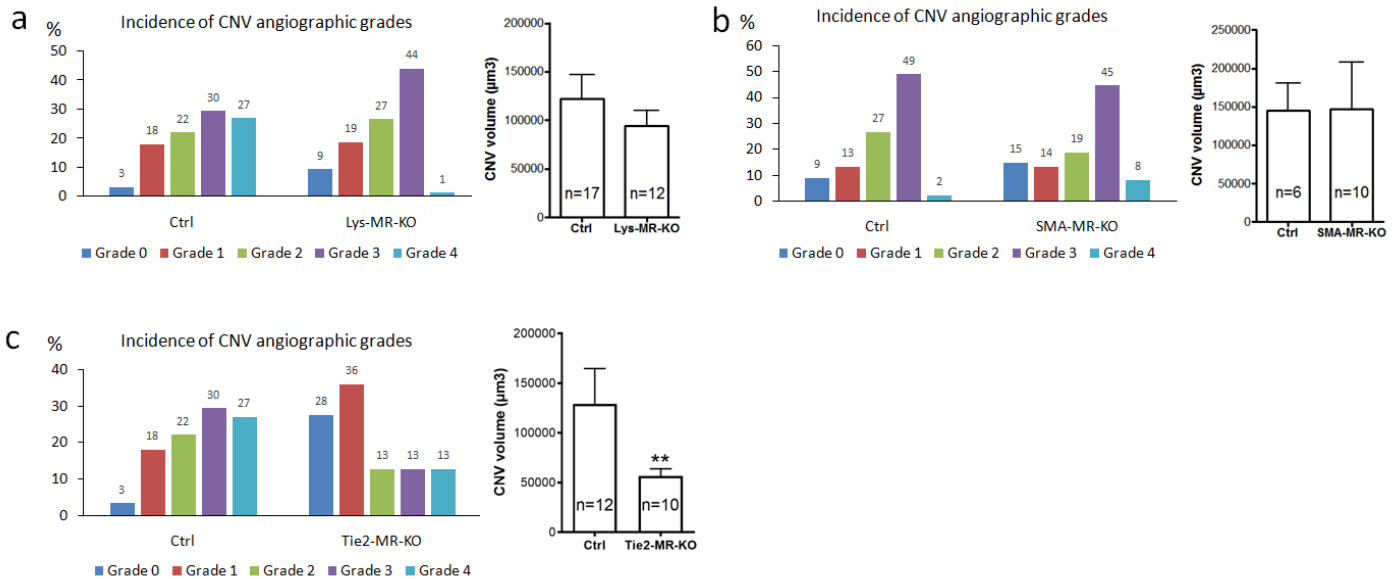 a
Incidence of CNV angiographic grades
%
50
40
30
20
10
0
3
18
22
30
27
9
19
27
44
1
Ctrl
Lys-MR-KO
Grade 0 Grade 1 Grade 2 Grade 3 Grade 4
CNV volume (µm3)
200000
150000
100000
50000
0
n=17
n=12
Ctrl Lys-MR-KO
b
Incidence of CNV angiographic grades
%
60
50
40
30
20
10
0
9
13
27
49
2
15
14
19
45
8
Ctrl
SMA-MR-KO
Grade 0 Grade 1 Grade 2 Grade 3 Grade 4
CNV volume (µm3)
250000
200000
150000
100000
50000
0
n=6
n=10
Ctrl SMA-MR-KO
c
Incidence of CNV angiographic grades
%
40
30
20
10
0
3
18
22
30
27
28
36
13
13
13
Ctrl
Tie2-MR-KO
Grade 0 Grade 1 Grade 2 Grade 3 Grade 4
CNV volume (µm3)
200000
150000
100000
50000
0
**
n=12
n=10
Ctrl Tie2-MR-KO